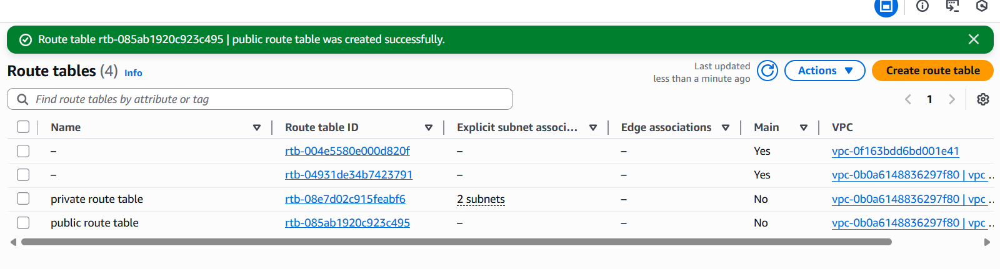 Route table rtb-085ab1920c923c495 | public route table was created successfully.
Route tables (4) Info
Last updated
less than a minute ago
Actions
Create route table
Find route tables by attribute or tag
1
Name Route table ID Explicit subnet associ... Edge associations Main VPC
– rtb-004e5580e000d820f – – Yes vpc-0f163bdd6bd001e41
– rtb-04931de34b7423791 – – Yes vpc-0b0a6148836297f80 | vpc ...
private route table rtb-08e7d02c915feabf6 2 subnets – No vpc-0b0a6148836297f80 | vpc ...
public route table rtb-085ab1920c923c495 – – No vpc-0b0a6148836297f80 | vpc ...